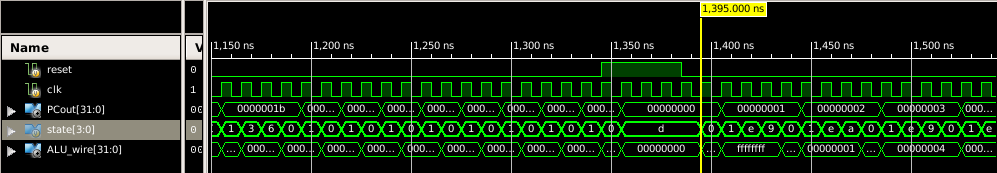 1,395.000 ns
Name V 1,150 ns 1,200 ns 1,250 ns 1,300 ns 1,350 ns 1,400 ns 1,450 ns 1,500 ns
reset 0
clk 1
PCout[31:0] 00 0000001b 000... 000... 000... 000... 000... 000... 000... 000... 00000000 00000001 00000002 00000003 000...
state[3:0] 0 1 3 6 0 1 0 1 0 1 0 1 0 1 0 1 0 1 0 1 0 d 0 1 e 9 0 1 e a 0 1 e 9 0 1 e
ALU_wire[31:0] 00 ... 000... 000... 000... 000... 000... 000... 000... 000... 000... ... 00000000 ... ffffffff ... 00000001 ... 00000004 ... 000...